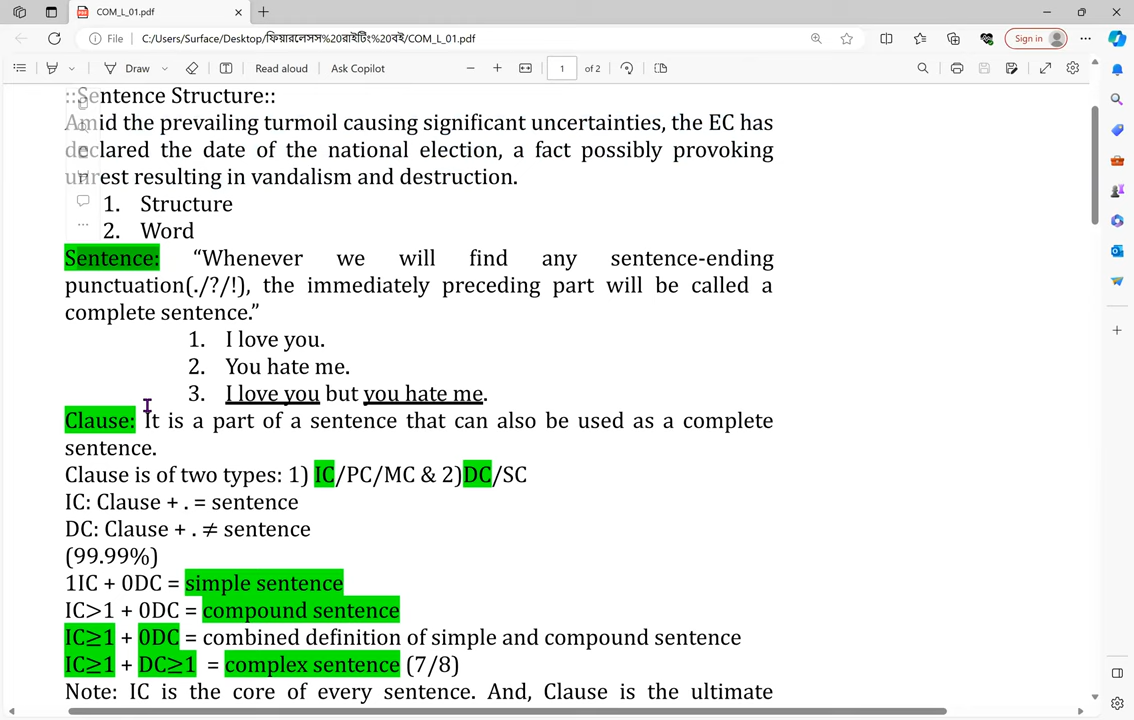 COM_L_01.pdf
File
C:/Users/Surface/Desktop/ফিয়ারলেসস%20রাইটিং%20বই/COM_L_01.pdf
Sign in
Draw
Read aloud
Ask Copilot
1 of 2
::Sentence Structure::
Amid the prevailing turmoil causing significant uncertainties, the EC has
declared the date of the national election, a fact possibly provoking
unrest resulting in vandalism and destruction.
1. Structure
2. Word
Sentence: “Whenever we will find any sentence-ending
punctuation(./?/!), the immediately preceding part will be called a
complete sentence.”
1. I love you.
2. You hate me.
3. I love you but you hate me.
Clause: It is a part of a sentence that can also be used as a complete
sentence.
Clause is of two types: 1) IC/PC/MC & 2)DC/SC
IC: Clause + . = sentence
DC: Clause + . ≠ sentence
(99.99%)
1IC + 0DC = simple sentence
IC>1 + 0DC = compound sentence
IC≥1 + 0DC = combined definition of simple and compound sentence
IC≥1 + DC≥1 = complex sentence (7/8)
Note: IC is the core of every sentence. And, Clause is the ultimate